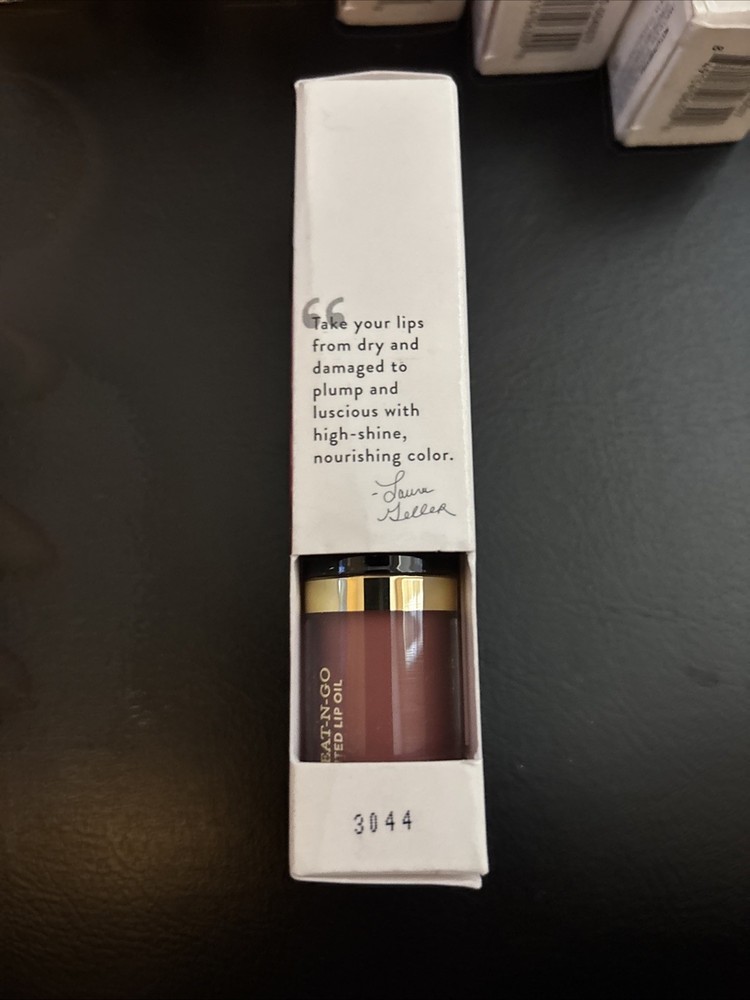 “
Take your lips
from dry and
damaged to
plump and
luscious with
high-shine,
nourishing color.
-Laura
Geller
EAT-N-GO
TED LIP OIL
3044